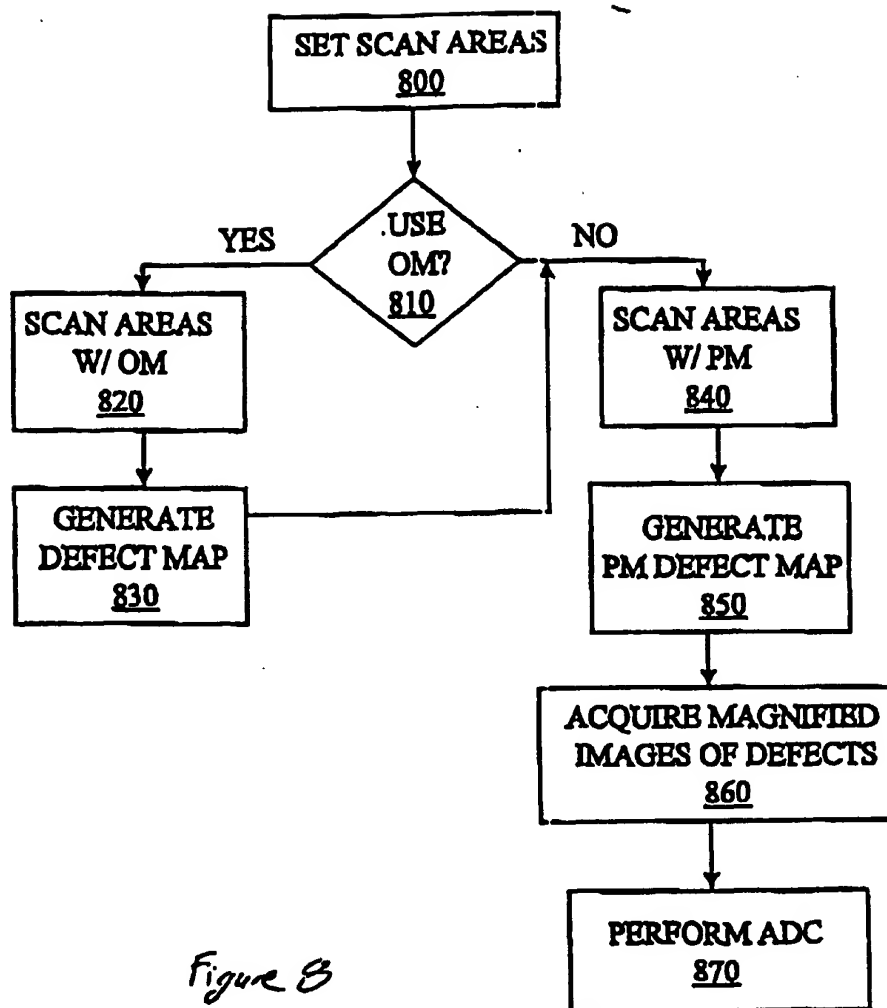 SET SCAN AREAS
800
.USE
OM?
810
YES
NO
SCAN AREAS
W/ OM
820
SCAN AREAS
W/ PM
840
GENERATE
DEFECT MAP
830
GENERATE
PM DEFECT MAP
850
ACQUIRE MAGNIFIED
IMAGES OF DEFECTS
860
PERFORM ADC
870
Figure 8